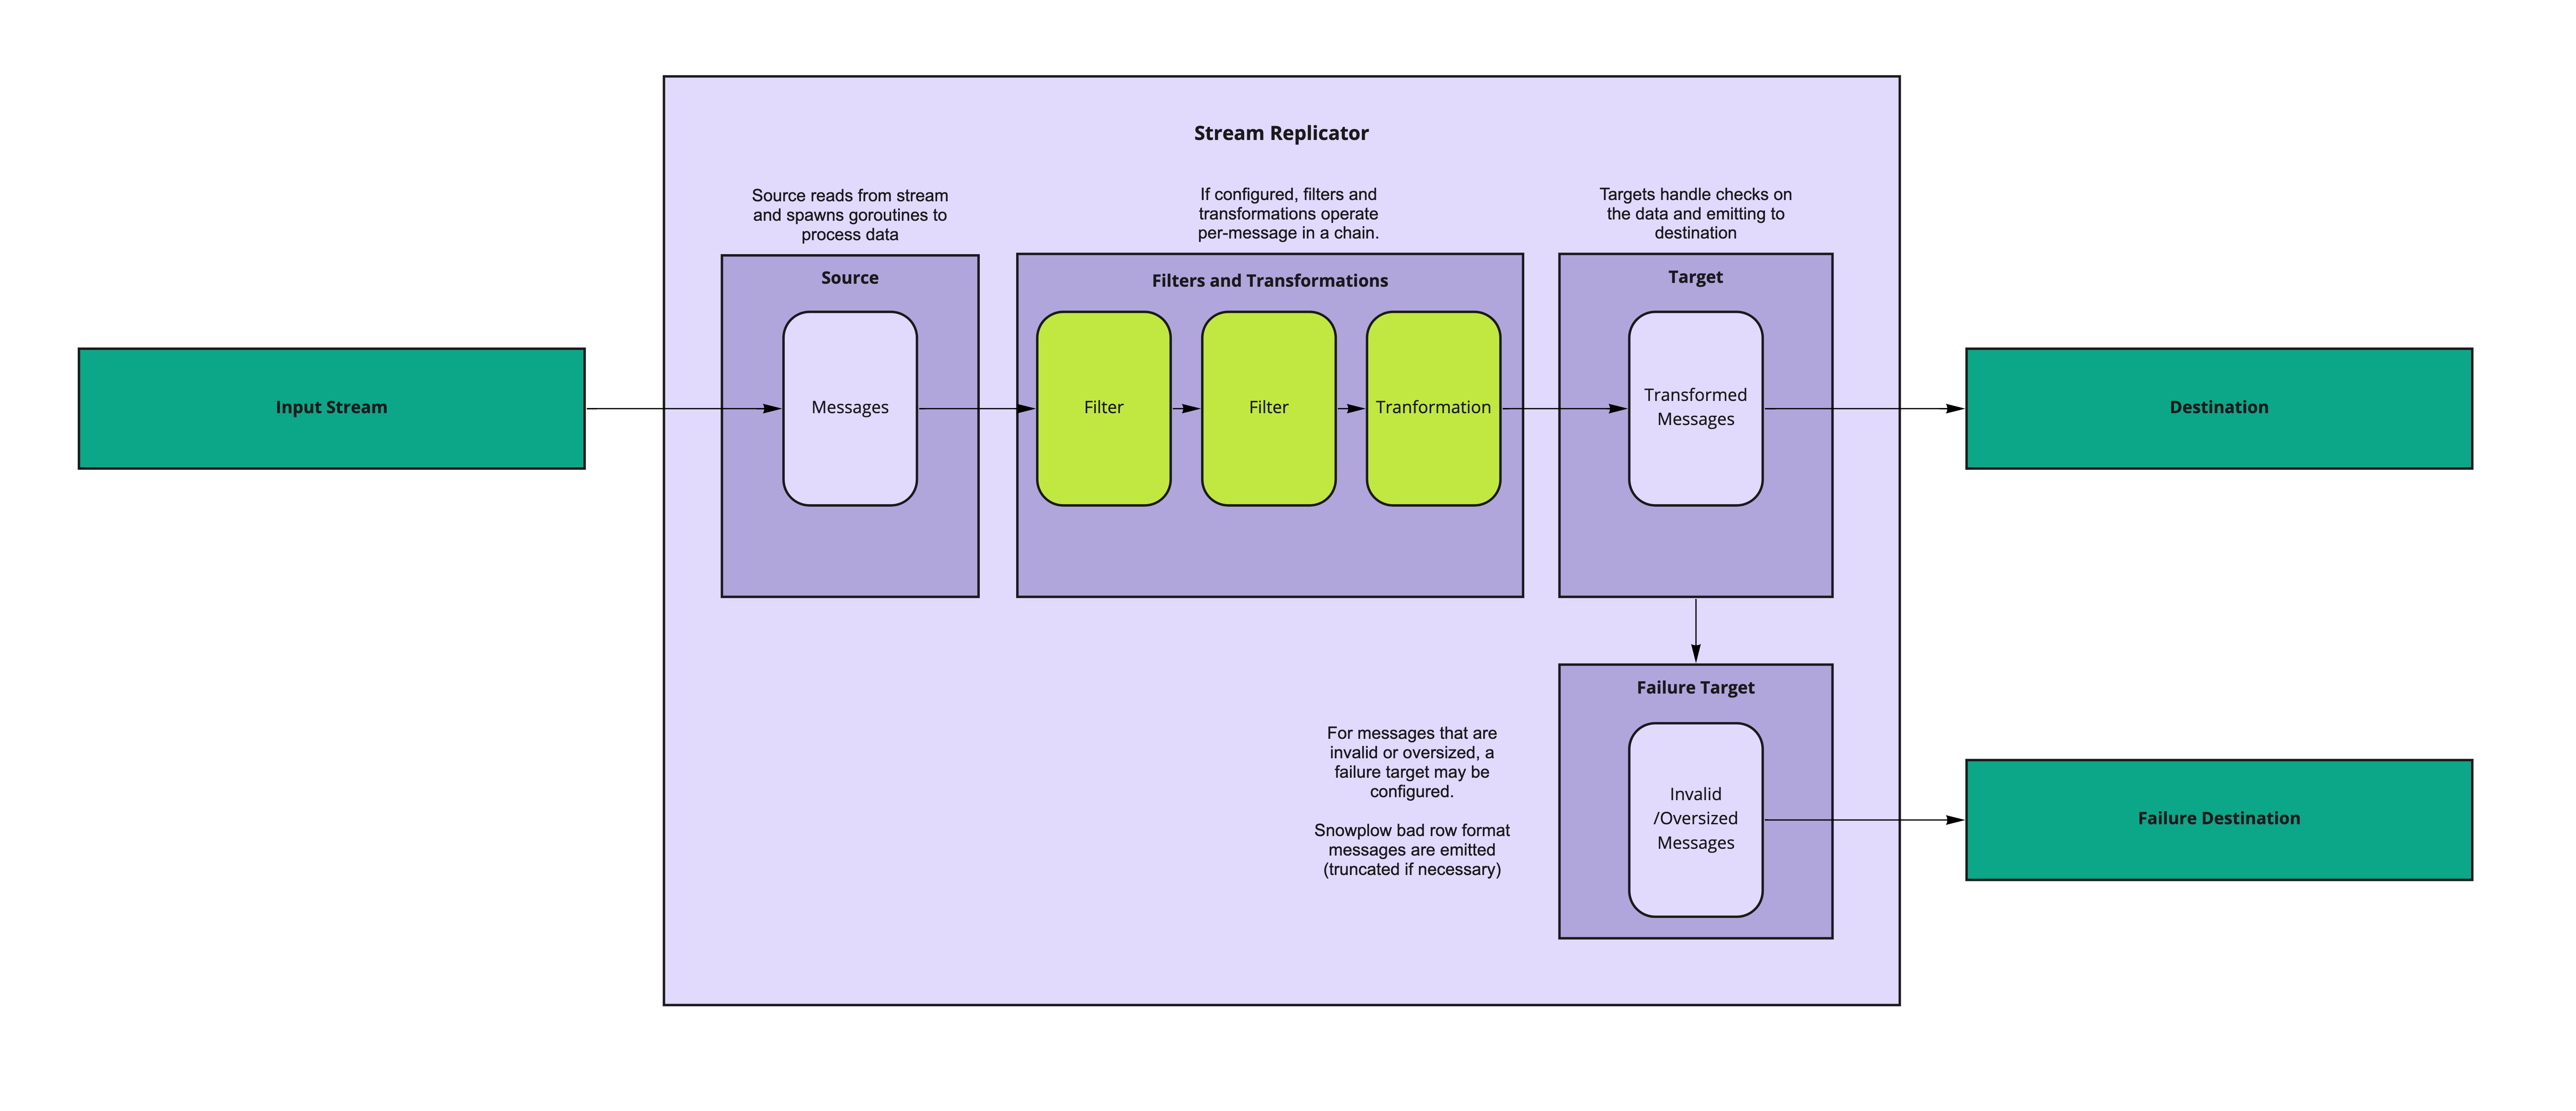 Stream Replicator
Source reads from stream
and spawns goroutines to
process data
If configured, filters and
transformations operate
per-message in a chain.
Targets handle checks on
the data and emitting to
destination
Source
Filters and Transformations
Target
Input Stream
Messages
Filter
Filter
Tranformation
Transformed
Messages
Destination
Failure Target
For messages that are
invalid or oversized, a
failure target may be
configured.
Snowplow bad row format
messages are emitted
(truncated if necessary)
Invalid
/Oversized
Messages
Failure Destination